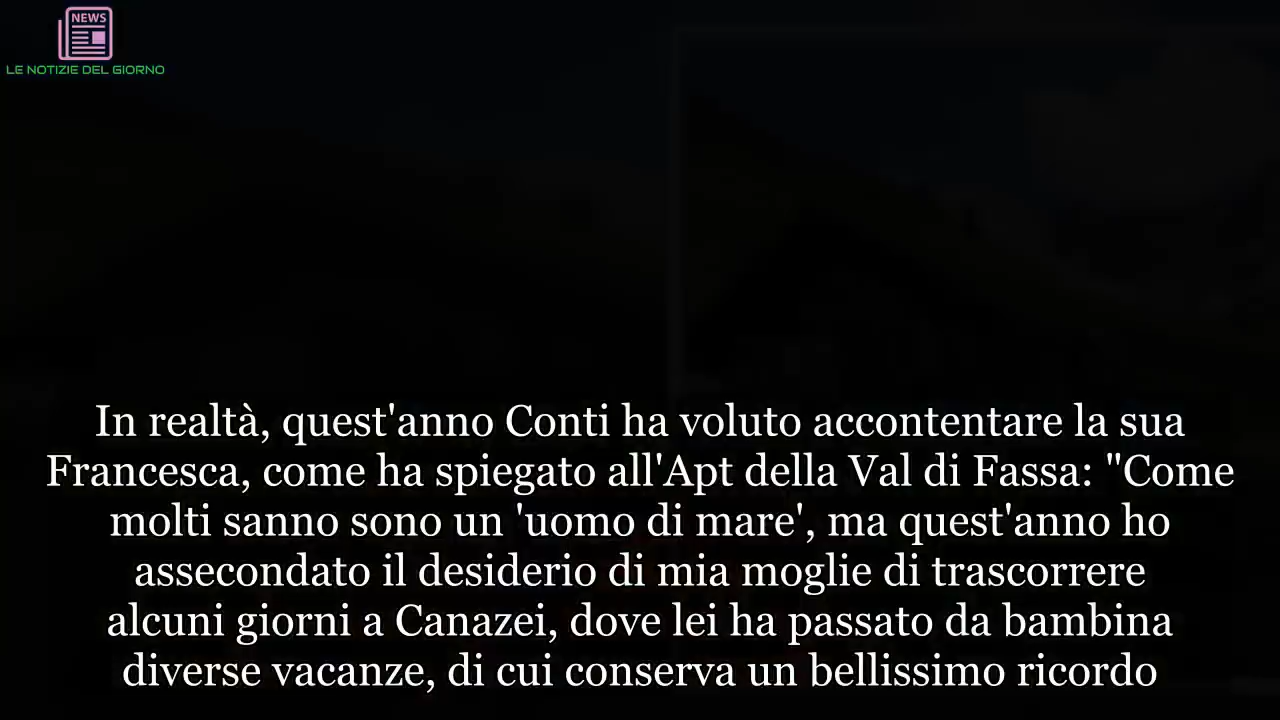 NEWS
LE NOTIZIE DEL GIORNO
In realtà, quest'anno Conti ha voluto accontentare la sua
Francesca, come ha spiegato all'Apt della Val di Fassa: "Come
molti sanno sono un 'uomo di mare', ma quest'anno ho
assecondato il desiderio di mia moglie di trascorrere
alcuni giorni a Canazei, dove lei ha passato da bambina
diverse vacanze, di cui conserva un bellissimo ricordo